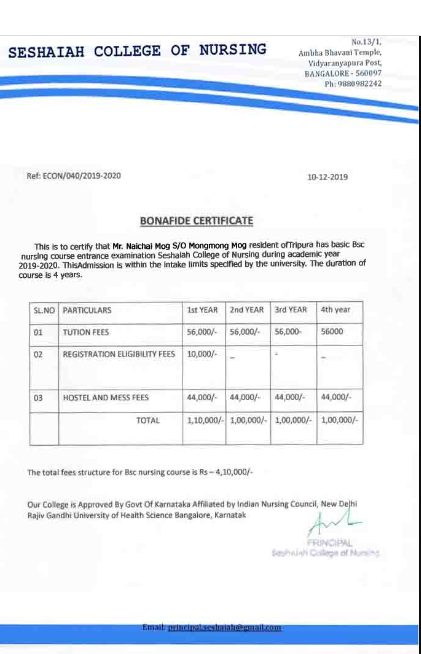 SESHAIAH COLLEGE OF NURSING
No.13/1,
Ambha Bhavani Temple,
Vidyaranyapura Post,
BANGALORE - 560097
Ph: 9880982242
Ref: ECON/040/2019-2020 10-12-2019
BONAFIDE CERTIFICATE
This is to certify that Mr. Naichai Mog S/O Mongmong Mog resident ofTripura has basic Bsc
nursing course entrance examination Seshaiah College of Nursing during academic year
2019-2020. ThisAdmission is within the intake limits specified by the university. The duration of
course is 4 years.
SL.NO PARTICULARS 1st YEAR 2nd YEAR 3rd YEAR 4th year
01 TUTION FEES 56,000/- 56,000/- 56,000- 56000
02 REGISTRATION ELIGIBILITY FEES 10,000/- _ - _
03 HOSTEL AND MESS FEES 44,000/- 44,000/- 44,000/- 44,000/-
TOTAL 1,10,000/- 1,00,000/- 1,00,000/- 1,00,000/-
The total fees structure for Bsc nursing course is Rs – 4,10,000/-
Our College is Approved By Govt Of Karnataka Affiliated by Indian Nursing Council, New Delhi
Rajiv Gandhi University of Health Science Bangalore, Karnatak
PRINCIPAL
Seshaiah College of Nursing
Email: principalseshaiah@gmail.com